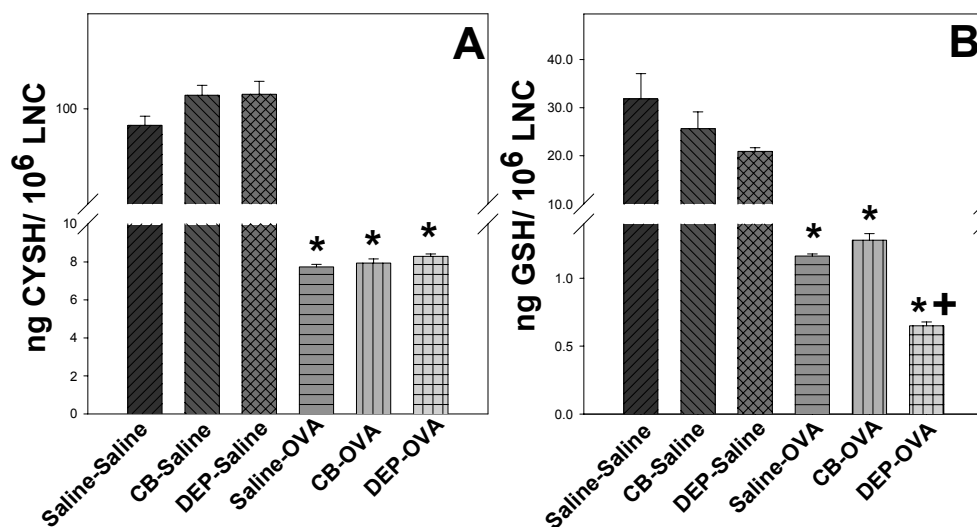 A
ng CYSH/ 10⁶ LNC
100
10
8
6
4
2
0
* * *
Saline-Saline
CB-Saline
DEP-Saline
Saline-OVA
CB-OVA
DEP-OVA
B
ng GSH/ 10⁶ LNC
40.0
30.0
20.0
10.0
1.0
0.5
0.0
* * *+
Saline-Saline
CB-Saline
DEP-Saline
Saline-OVA
CB-OVA
DEP-OVA